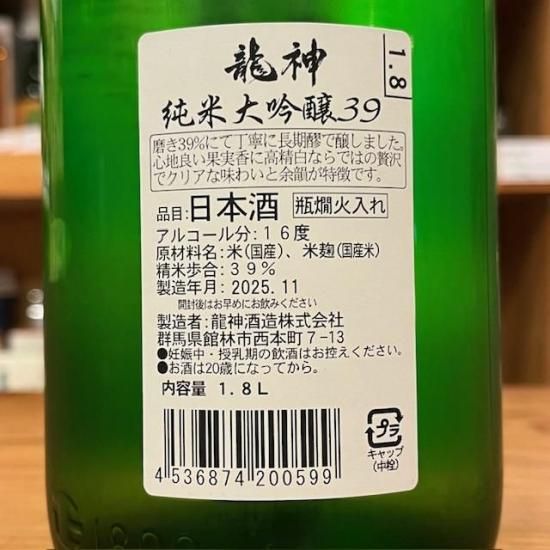 龍神
1.8
純米大吟醸39
磨き39%にて丁寧に長期醪で醸しました。
心地良い果実香に高精白ならではの贅沢
でクリアな味わいと余韻が特徴です。
品目:日本酒 瓶燗火入れ
アルコール分:16度
原材料名:米(国産)、米麹(国産米)
精米歩合:39%
製造年月:2025.11
開封後はお早めにお飲みください
製造者:龍神酒造株式会社
群馬県館林市西本町7-13
●妊娠中・授乳期の飲酒はお控えください。
●お酒は20歳になってから。
内容量 1.8L
プラ
キャップ
(中栓)
4 536874 200599